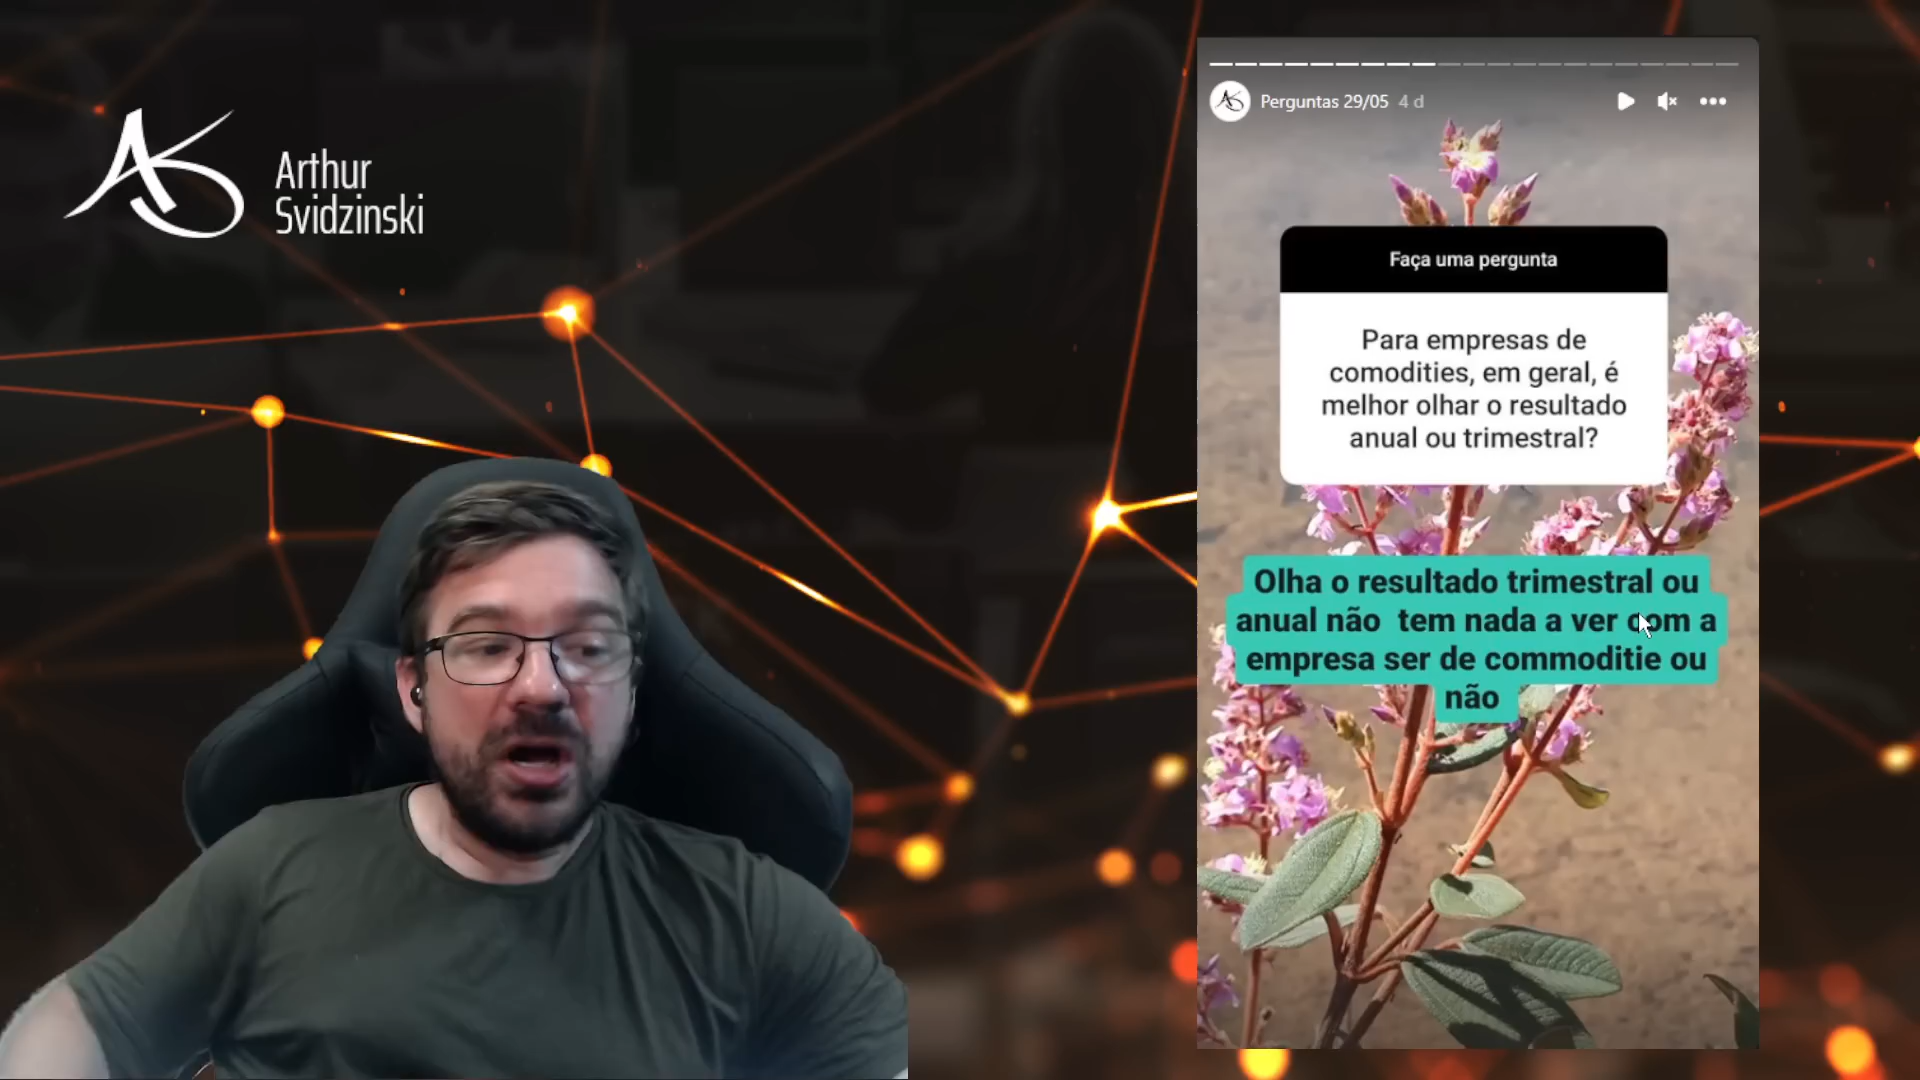 Arthur
Svidzinski
Perguntas 29/05 4 d
Faça uma pergunta
Para empresas de
comodities, em geral, é
melhor olhar o resultado
anual ou trimestral?
Olha o resultado trimestral ou
anual não  tem nada a ver com a
empresa ser de commoditie ou
não